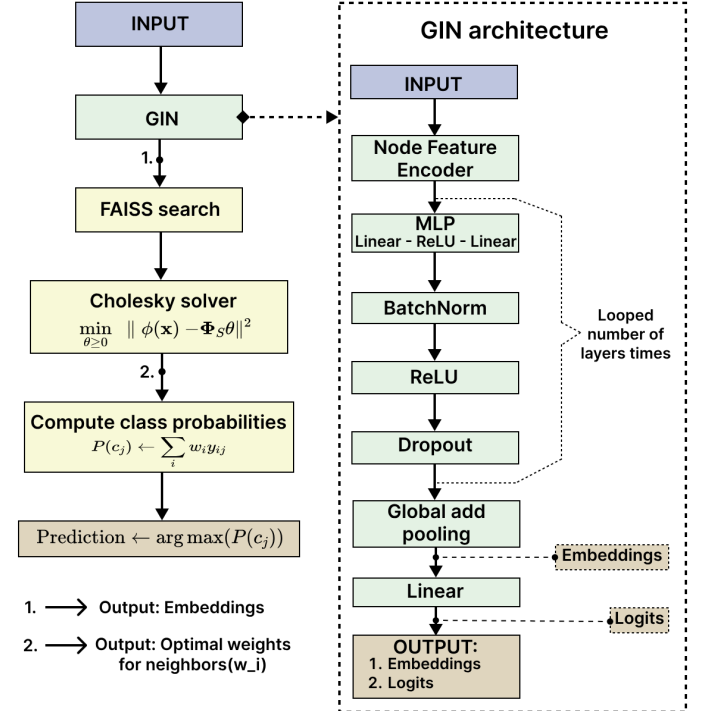 INPUT
GIN
1.
FAISS search
Cholesky solver
min θ≥0 ‖ ϕ(𝐱) −𝚽_S θ‖²
2.
Compute class probabilities
P(c_j) ← ∑_i w_i y_ij
Prediction ← arg max(P(c_j))
1. Output: Embeddings
2. Output: Optimal weights
for neighbors(w_i)
GIN architecture
INPUT
Node Feature
Encoder
MLP
Linear - ReLU - Linear
BatchNorm
ReLU
Dropout
Looped
number of
layers times
Global add
pooling
Embeddings
Linear
Logits
OUTPUT:
1. Embeddings
2. Logits